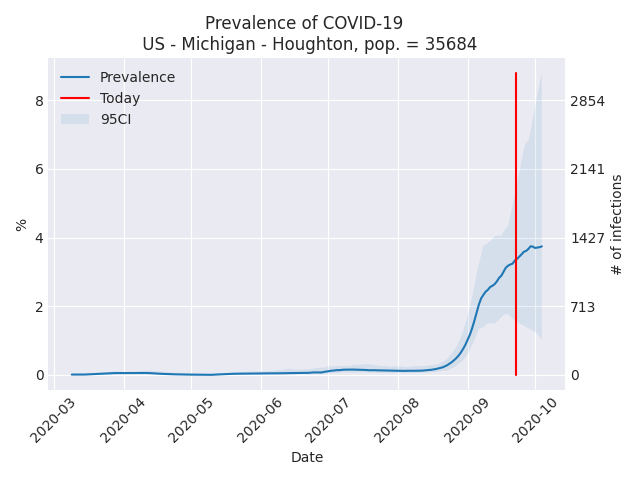 Prevalence of COVID-19
US - Michigan - Houghton, pop. = 35684
Prevalence
Today
95CI
%
8
6
4
2
0
2854
2141
1427
713
0
# of infections
2020-03
2020-04
2020-05
2020-06
2020-07
2020-08
2020-09
2020-10
Date